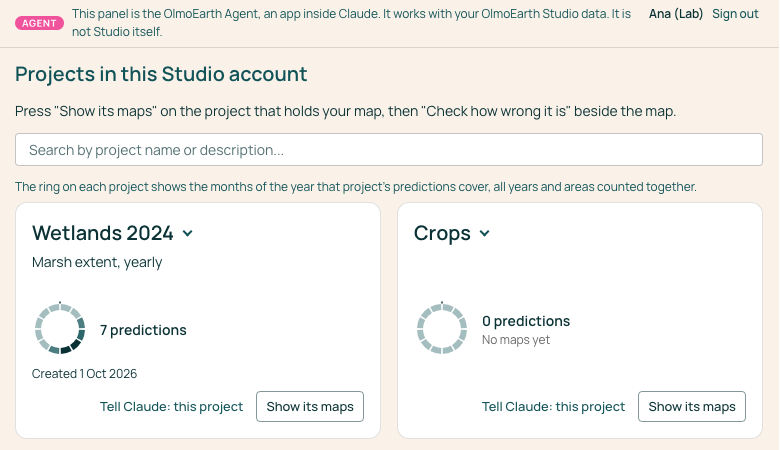 AGENT
This panel is the OlmoEarth Agent, an app inside Claude. It works with your OlmoEarth Studio data. It is
not Studio itself.
Ana (Lab) Sign out
Projects in this Studio account
Press "Show its maps" on the project that holds your map, then "Check how wrong it is" beside the map.
Search by project name or description...
The ring on each project shows the months of the year that project's predictions cover, all years and areas counted together.
Wetlands 2024
Marsh extent, yearly
7 predictions
Created 1 Oct 2026
Tell Claude: this project Show its maps
Crops
0 predictions
No maps yet
Tell Claude: this project Show its maps